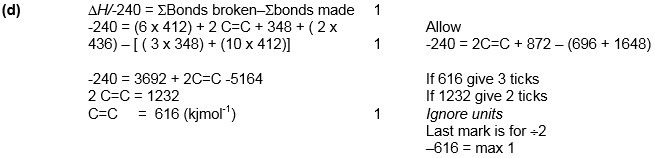 (d) ΔH/-240 = ΣBonds broken–Σbonds made 1
-240 = (6 x 412) + 2 C=C + 348 + ( 2 x Allow
436) – [ ( 3 x 348) + (10 x 412)] 1 -240 = 2C=C + 872 – (696 + 1648)
-240 = 3692 + 2C=C -5164 If 616 give 3 ticks
2 C=C = 1232 If 1232 give 2 ticks
C=C = 616 (kjmol⁻¹) 1 Ignore units
Last mark is for ÷2
–616 = max 1